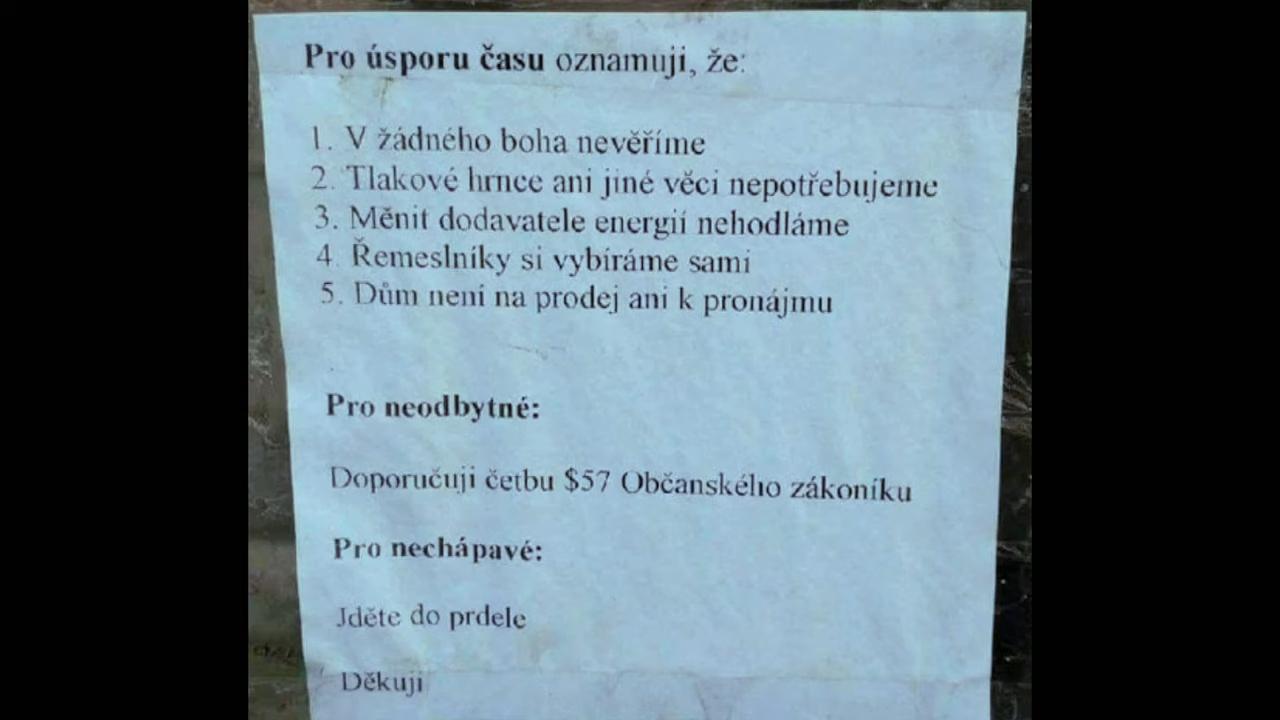 Pro úsporu času oznamuji, že:
1. V žádného boha nevěříme
2. Tlakové hrnce ani jiné věci nepotřebujeme
3. Měnit dodavatele energií nehodláme
4. Řemeslníky si vybíráme sami
5. Dům není na prodej ani k pronájmu
Pro neodbytné:
Doporučuji četbu $57 Občanského zákoníku
Pro nechápavé:
Jděte do prdele
Děkuji